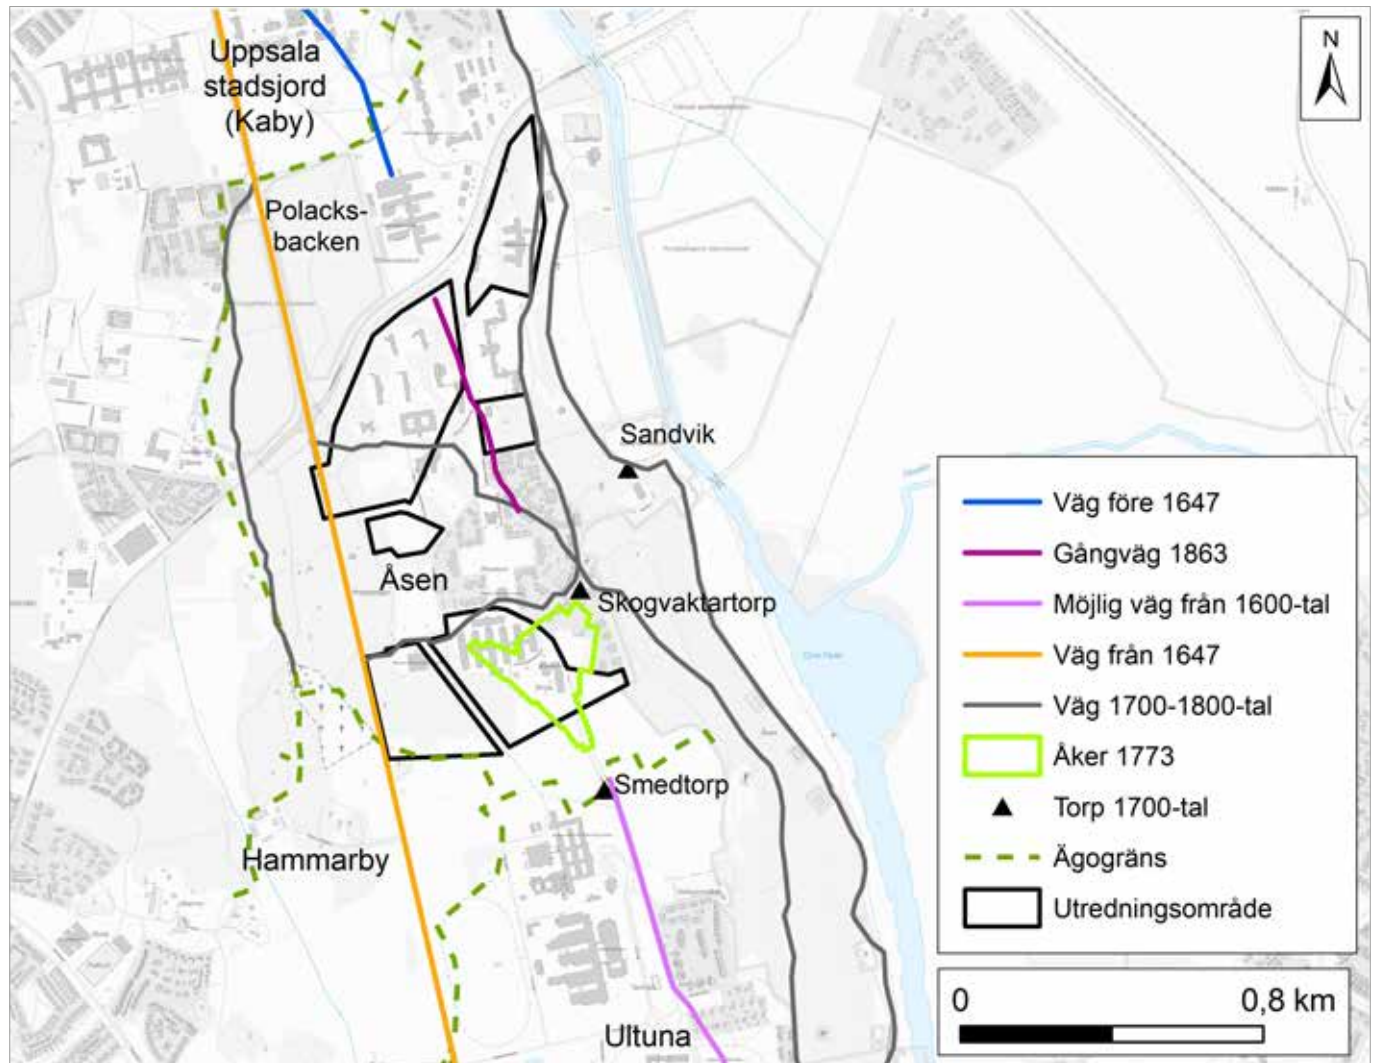 Uppsala
stadsjord
(Kaby)
N
Polacks-
backen
Sandvik
Åsen
Skogvaktartorp
Smedtorp
Hammarby
Ultuna
Väg före 1647
Gångväg 1863
Möjlig väg från 1600-tal
Väg från 1647
Väg 1700-1800-tal
Åker 1773
Torp 1700-tal
Ägogräns
Utredningsområde
0 0,8 km